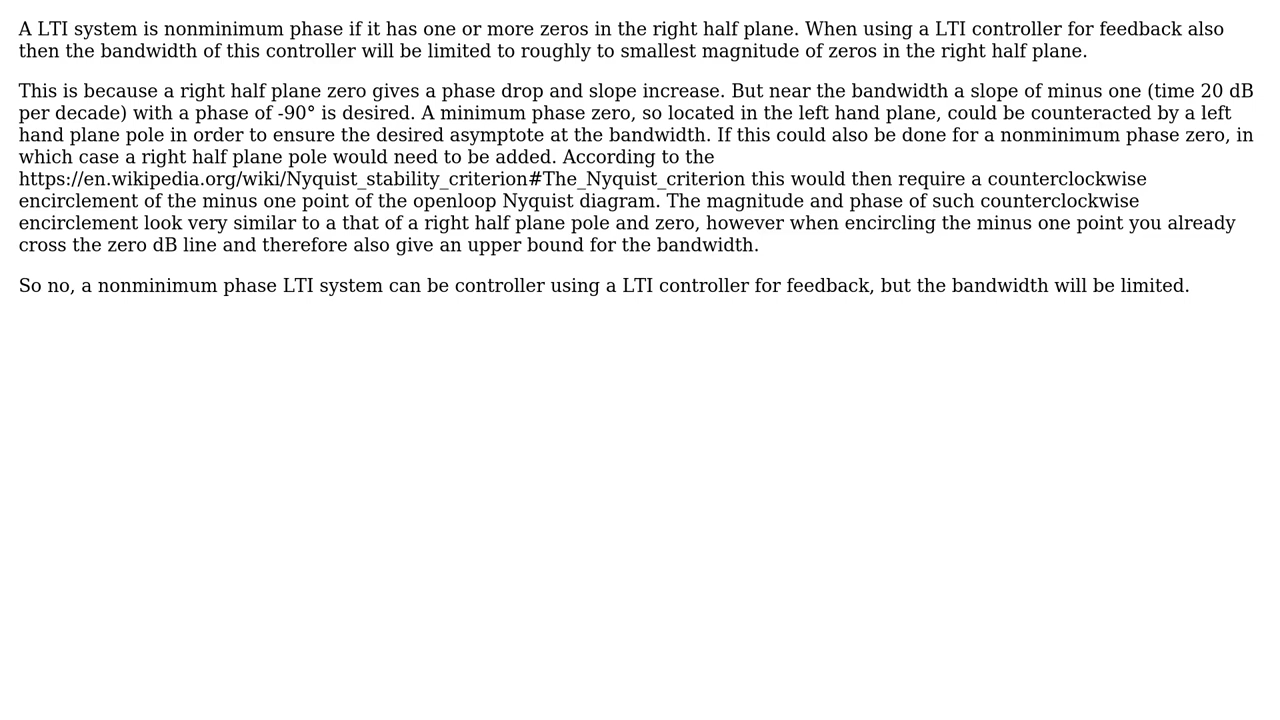 A LTI system is nonminimum phase if it has one or more zeros in the right half plane. When using a LTI controller for feedback also
then the bandwidth of this controller will be limited to roughly to smallest magnitude of zeros in the right half plane.
This is because a right half plane zero gives a phase drop and slope increase. But near the bandwidth a slope of minus one (time 20 dB
per decade) with a phase of -90° is desired. A minimum phase zero, so located in the left hand plane, could be counteracted by a left
hand plane pole in order to ensure the desired asymptote at the bandwidth. If this could also be done for a nonminimum phase zero, in
which case a right half plane pole would need to be added. According to the
https://en.wikipedia.org/wiki/Nyquist_stability_criterion#The_Nyquist_criterion this would then require a counterclockwise
encirclement of the minus one point of the openloop Nyquist diagram. The magnitude and phase of such counterclockwise
encirclement look very similar to a that of a right half plane pole and zero, however when encircling the minus one point you already
cross the zero dB line and therefore also give an upper bound for the bandwidth.
So no, a nonminimum phase LTI system can be controller using a LTI controller for feedback, but the bandwidth will be limited.